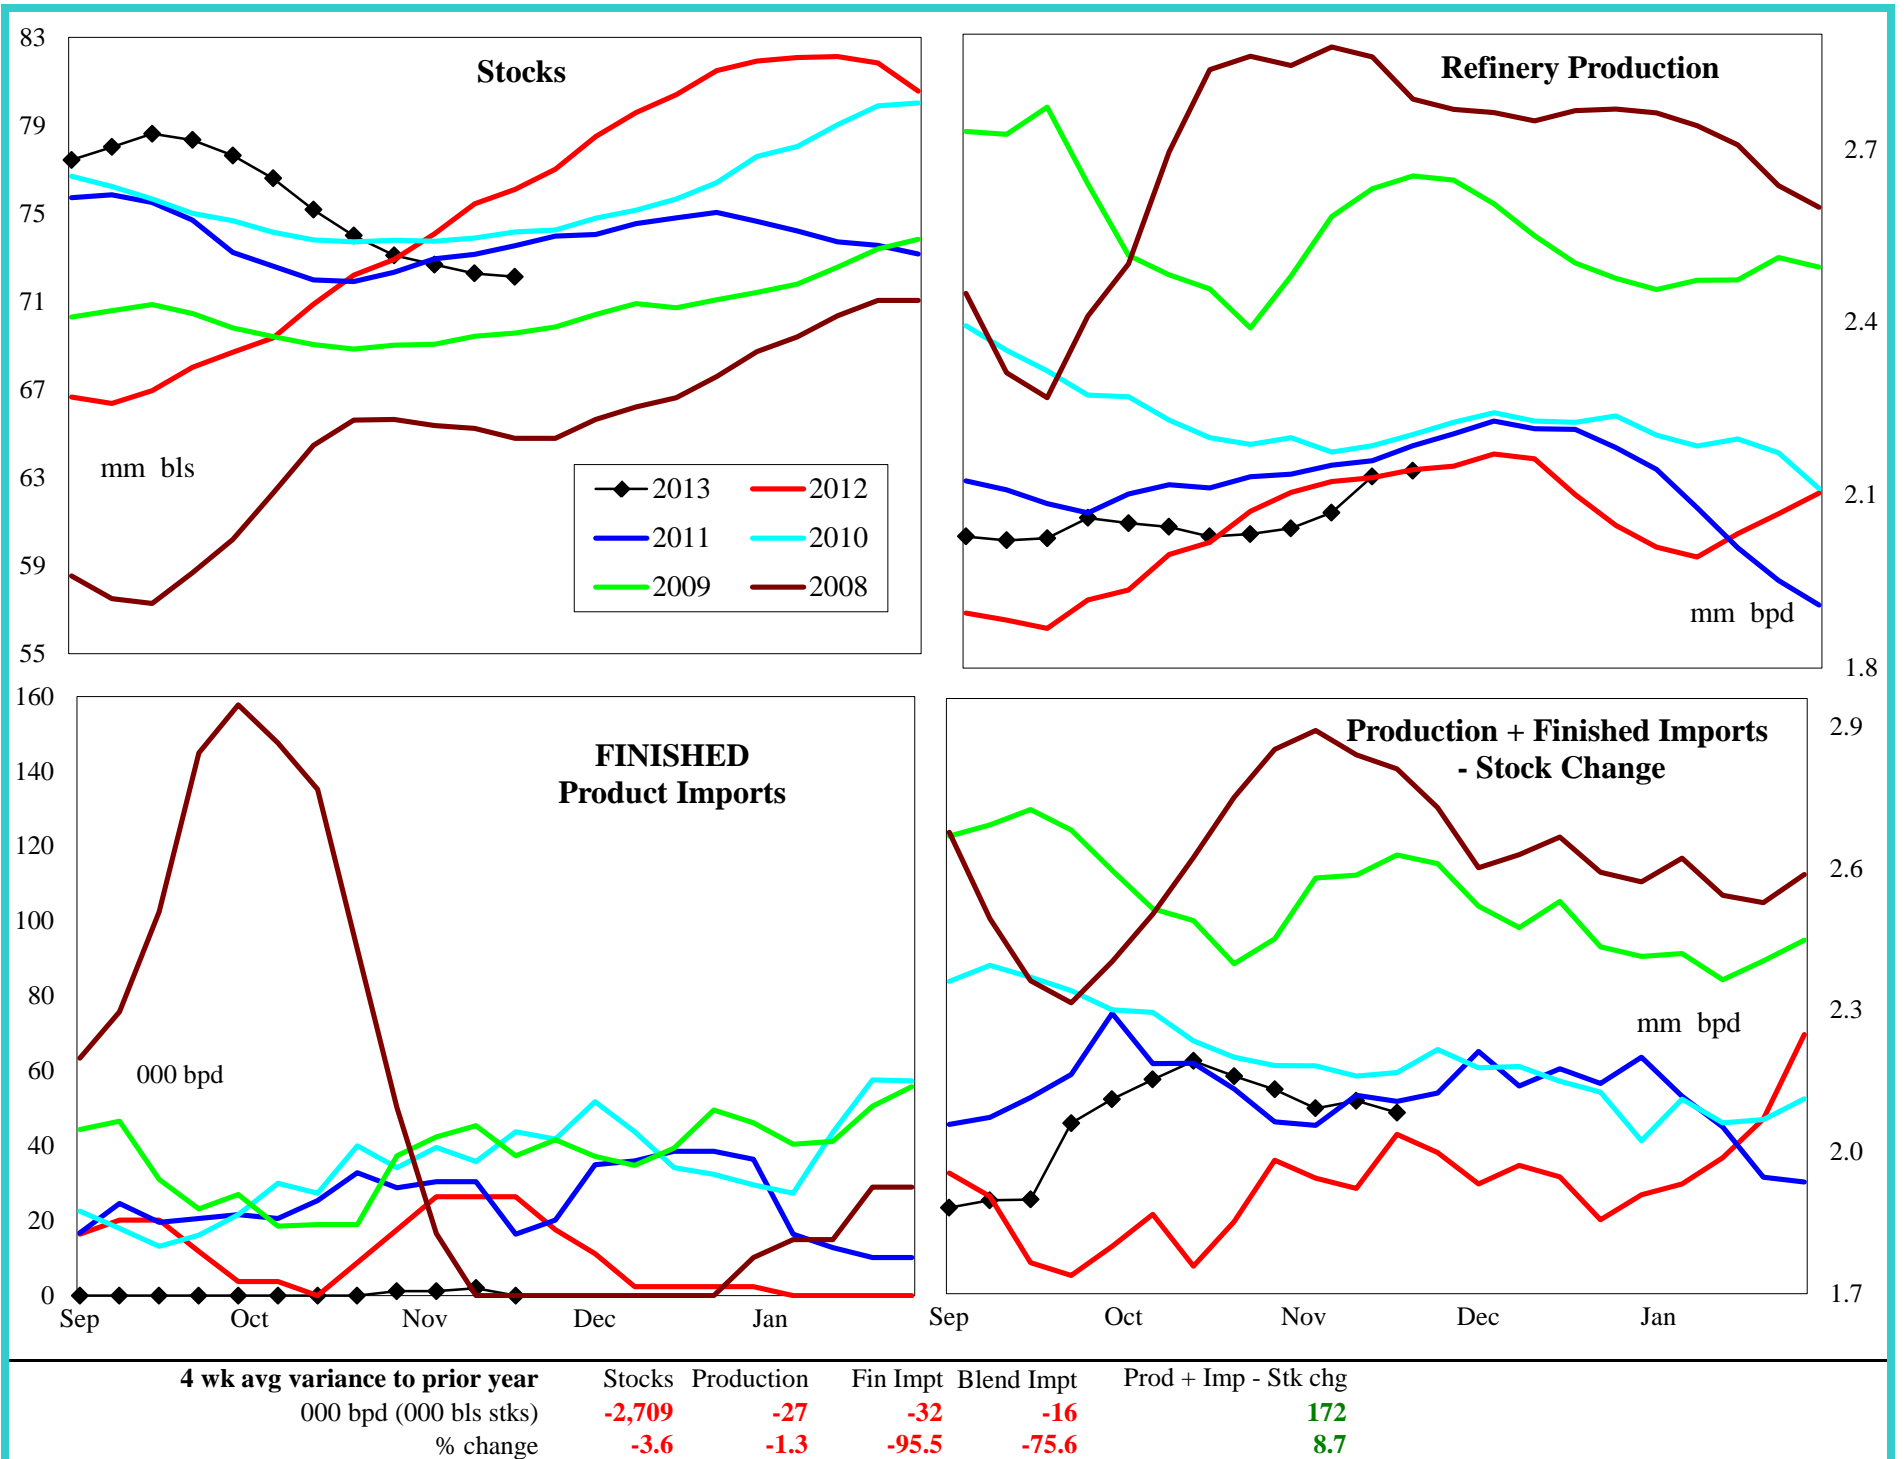 Stocks
83
79
75
71
67
63
59
55
mm bls
2013
2012
2011
2010
2009
2008
Refinery Production
2.7
2.4
2.1
1.8
mm bpd
FINISHED
Product Imports
160
140
120
100
80
60
40
20
0
000 bpd
Sep Oct Nov Dec Jan
Production + Finished Imports
- Stock Change
2.9
2.6
2.3
2.0
1.7
mm bpd
Sep Oct Nov Dec Jan
4 wk avg variance to prior year Stocks Production Fin Impt Blend Impt Prod + Imp - Stk chg
000 bpd (000 bls stks) -2,709 -27 -32 -16 172
% change -3.6 -1.3 -95.5 -75.6 8.7